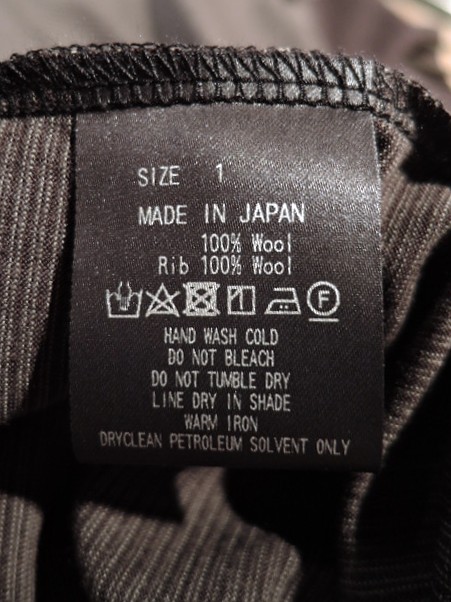 SIZE 1
MADE IN JAPAN
100% Wool
Rib 100% Wool
F
HAND WASH COLD
DO NOT BLEACH
DO NOT TUMBLE DRY
LINE DRY IN SHADE
WARM IRON
DRYCLEAN PETROLEUM SOLVENT ONLY